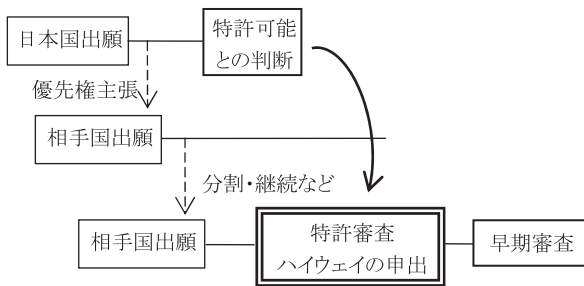 日本国出願
特許可能
との判断
優先権主張
相手国出願
分割・継続など
相手国出願
特許審査
ハイウェイの申出
早期審査